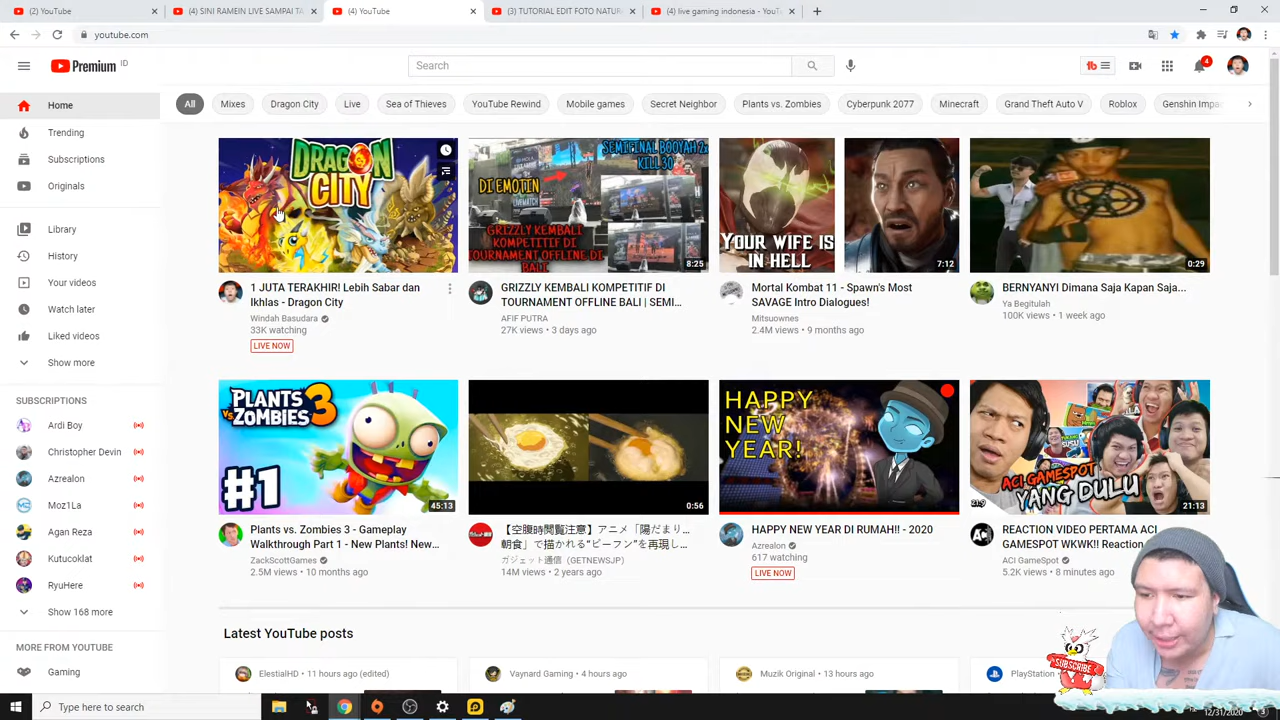 (2) YouTube
(4) SINI RAMEIN LIVE SAMPAI TA
(4) YouTube
(3) TUTORIAL EDIT FOTO NATUR
(4) live gaming indonesia - YouT
youtube.com
Premium ID
Search
4
All
Mixes
Dragon City
Live
Sea of Thieves
YouTube Rewind
Mobile games
Secret Neighbor
Plants vs. Zombies
Cyberpunk 2077
Minecraft
Grand Theft Auto V
Roblox
Genshin Impa
Home
Trending
Subscriptions
Originals
Library
History
Your videos
Watch later
Liked videos
Show more
SUBSCRIPTIONS
Ardi Boy
Christopher Devin
Azrealon
Moz1La
Agan Reza
Kutucoklat
RyuHere
Show 168 more
MORE FROM YOUTUBE
Gaming
DRAGON
CITY
1 JUTA TERAKHIR! Lebih Sabar dan
Ikhlas - Dragon City
Windah Basudara
33K watching
LIVE NOW
SEMIFINAL BOOYAH 2X
KILL 30
DI EMOTIN
GRIZZLY KEMBALI
KOMPETITIF DI
TOURNAMENT OFFLINE DI
BALI
8:25
GRIZZLY KEMBALI KOMPETITIF DI
TOURNAMENT OFFLINE BALI | SEMI...
AFIF PUTRA
27K views • 3 days ago
YOUR WIFE IS
IN HELL
7:12
Mortal Kombat 11 - Spawn's Most
SAVAGE Intro Dialogues!
Mitsuownes
2.4M views • 9 months ago
0:29
BERNYANYI Dimana Saja Kapan Saja...
Ya Begitulah
100K views • 1 week ago
PLANTS
VS. ZOMBIES 3
#1
45:13
Plants vs. Zombies 3 - Gameplay
Walkthrough Part 1 - New Plants! New...
ZackScottGames
2.5M views • 10 months ago
0:56
【空腹時閲覧注意】アニメ「陽だまり...
朝食」で描かれる“ビーフン”を再現し...
ガジェット通信（GETNEWSJP）
14M views • 2 years ago
HAPPY
NEW
YEAR!
HAPPY NEW YEAR DI RUMAH!! - 2020
Azrealon
617 watching
LIVE NOW
ACI GAMESPOT
YANG DULU
21:13
REACTION VIDEO PERTAMA ACI
GAMESPOT WKWK!! Reaction
ACI GameSpot
5.2K views • 8 minutes ago
Latest YouTube posts
ElestialHD • 11 hours ago (edited)
Vaynard Gaming • 4 hours ago
Muzik Original • 13 hours ago
PlayStation
SUBSCRIBE
Type here to search
12/31/2020
3